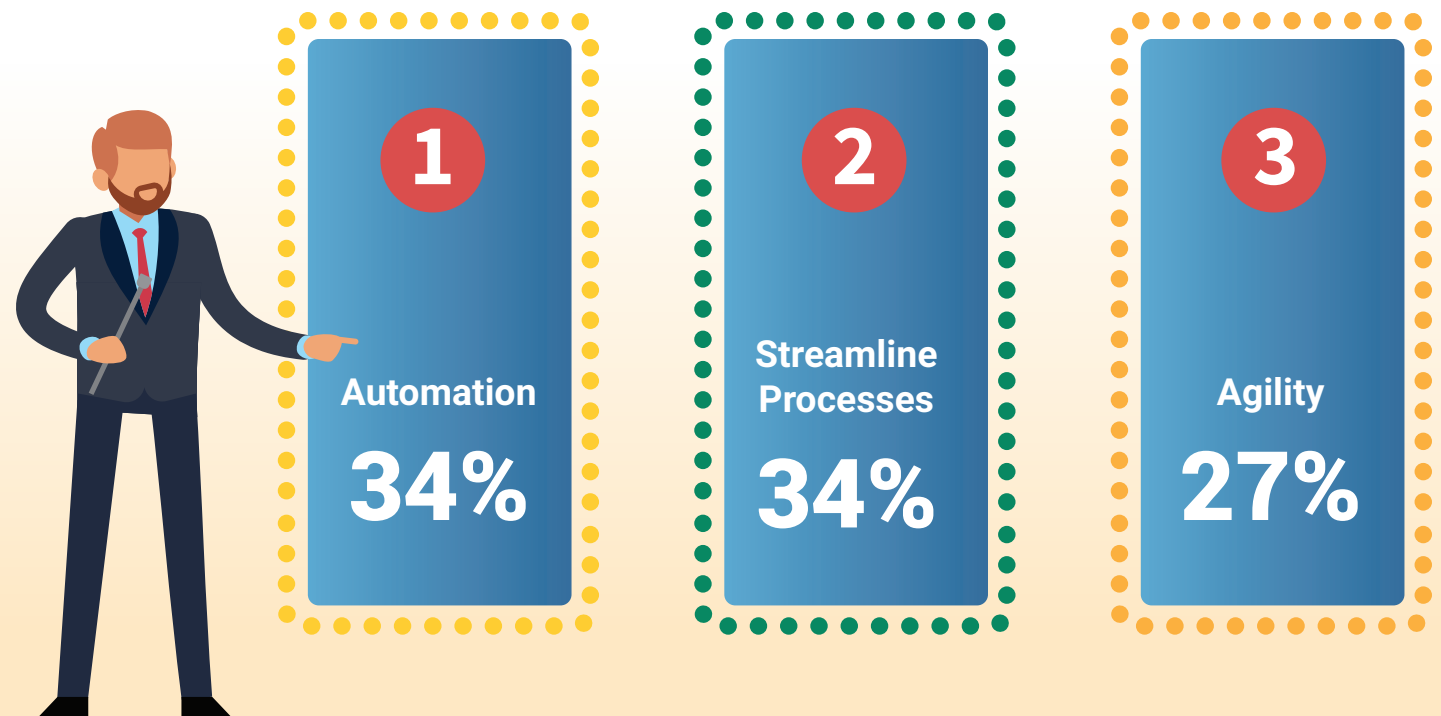 1
Automation
34%
2
Streamline
Processes
34%
3
Agility
27%